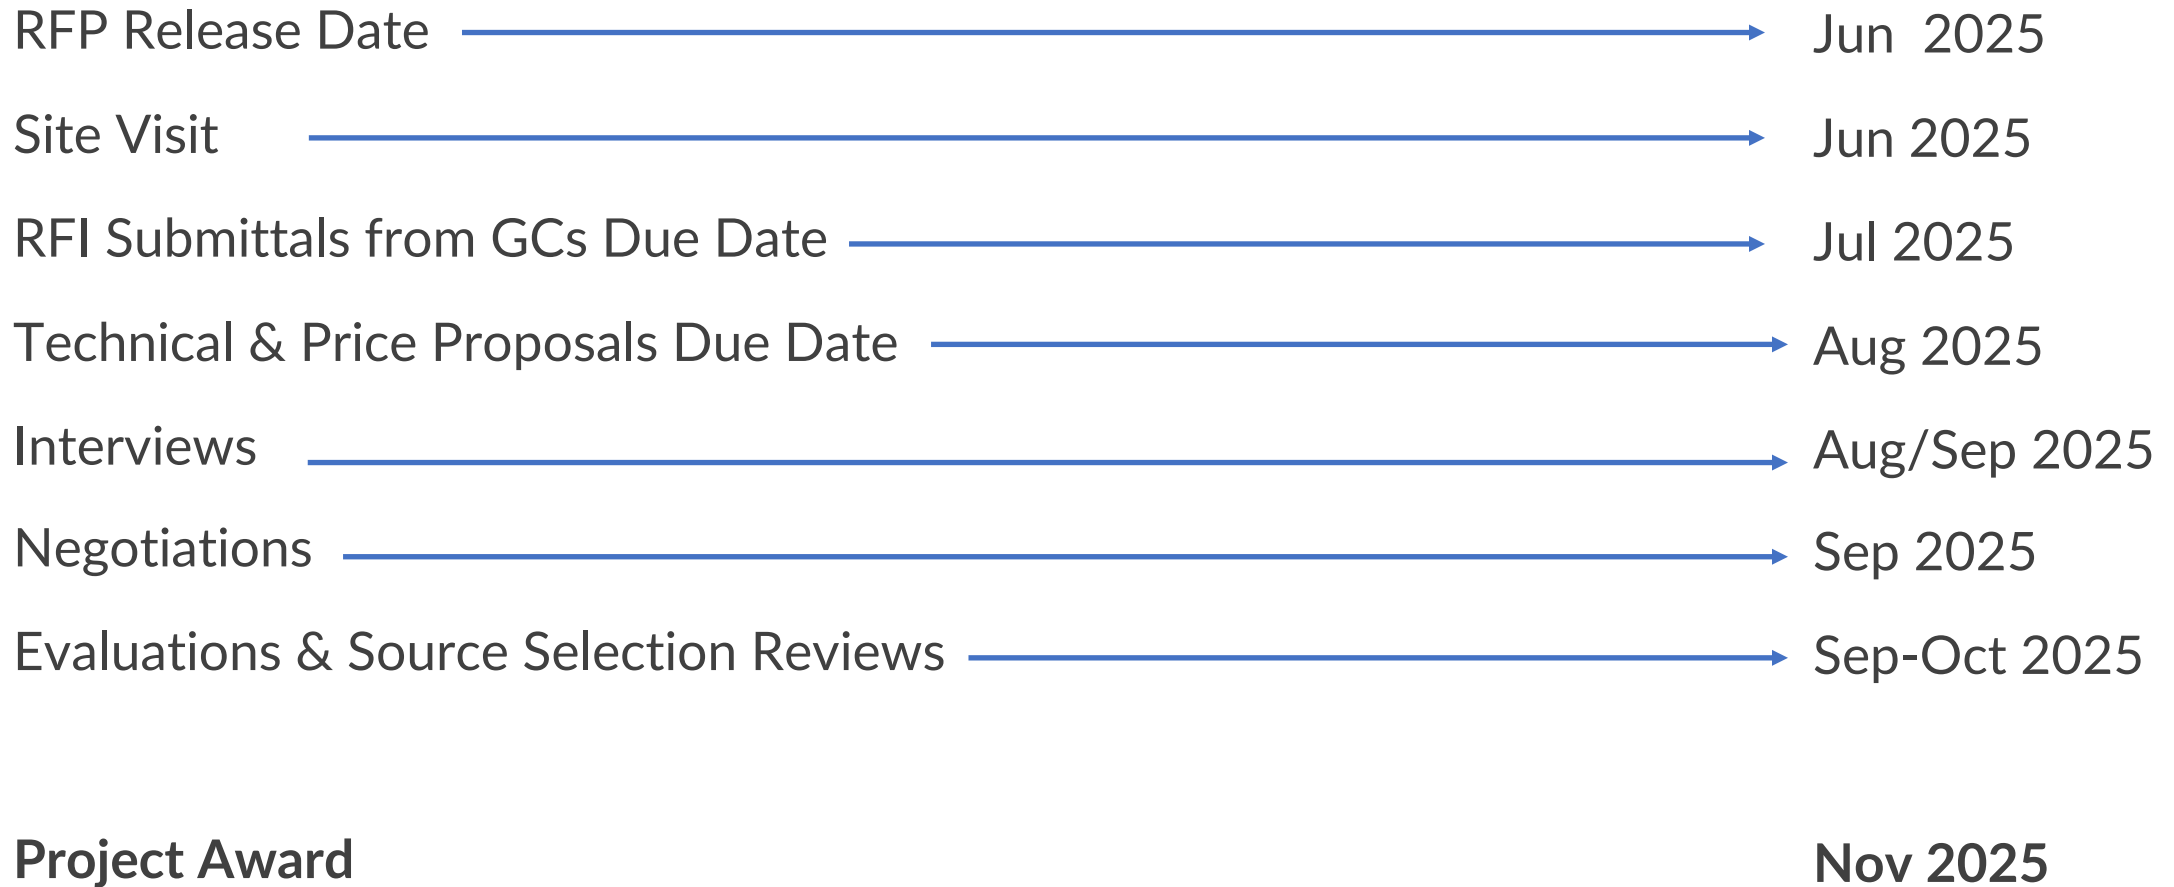 RFP Release Date Jun 2025
Site Visit Jun 2025
RFI Submittals from GCs Due Date Jul 2025
Technical & Price Proposals Due Date Aug 2025
Interviews Aug/Sep 2025
Negotiations Sep 2025
Evaluations & Source Selection Reviews Sep-Oct 2025
Project Award Nov 2025